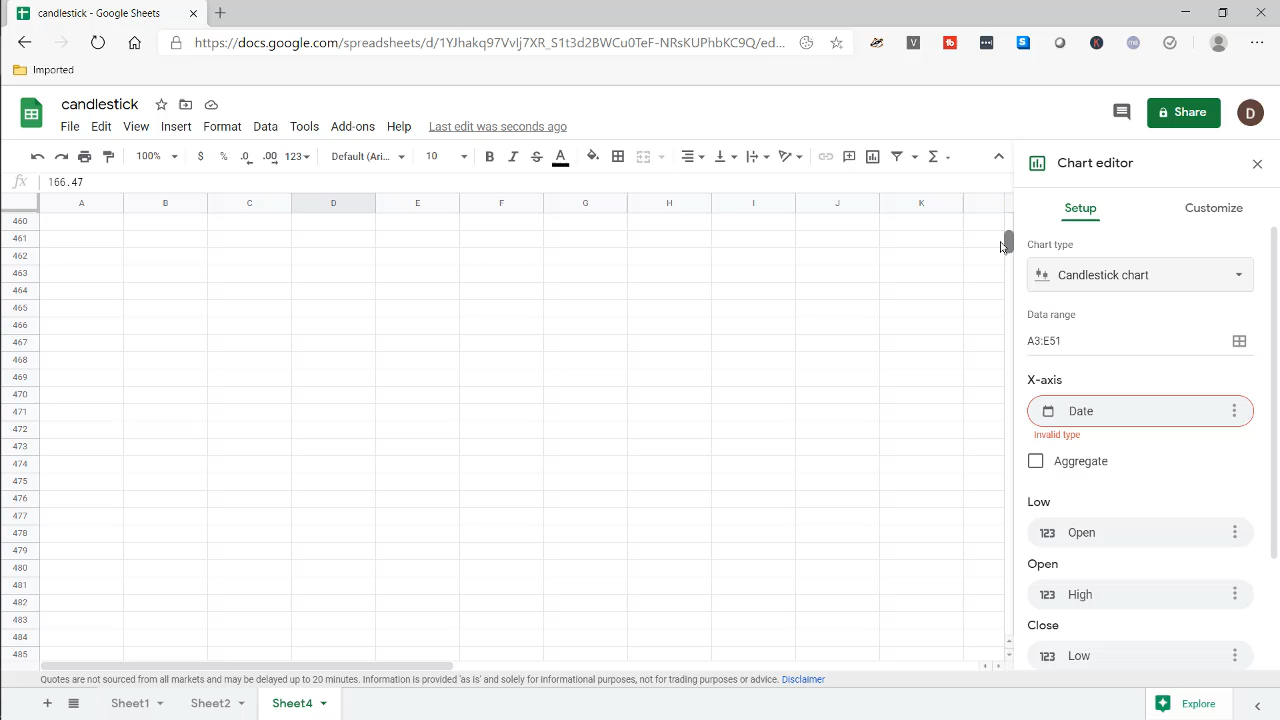 candlestick - Google Sheets
https://docs.google.com/spreadsheets/d/1YJhakq97VvIj7XR_S1t3d2BWCu0TeF-NRsKUPhbKC9Q/ed...
Imported
candlestick
File Edit View Insert Format Data Tools Add-ons Help Last edit was seconds ago
Share
D
100% $ % .0 .00 123 Default (Ari... 10 B I S A
Chart editor
fx 166.47
A B C D E F G H I J K
Setup Customize
460
461
462
463
464
465
466
467
468
469
470
471
472
473
474
475
476
477
478
479
480
481
482
483
484
485
Chart type
Candlestick chart
Data range
A3:E51
X-axis
Date
Invalid type
Aggregate
Low
123 Open
Open
123 High
Close
123 Low
Quotes are not sourced from all markets and may be delayed up to 20 minutes. Information is provided 'as is' and solely for informational purposes, not for trading purposes or advice. Disclaimer
Sheet1 Sheet2 Sheet4
Explore